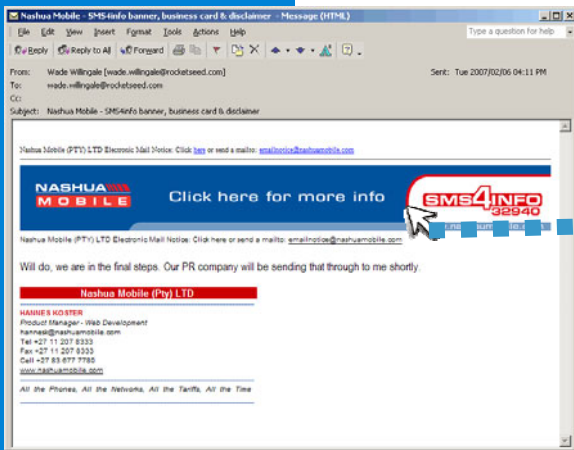 Nashua Mobile - SMS4info banner, business card & disclaimer - Message (HTML)
File Edit View Insert Format Tools Actions Help Type a question for help
Reply Reply to All Forward
From: Wade Willingale [wade.willingale@rocketseed.com] Sent: Tue 2007/02/06 04:11 PM
To: wade.willingale@rocketseed.com
Cc:
Subject: Nashua Mobile - SMS4info banner, business card & disclaimer
Nashua Mobile (PTY) LTD Electronic Mail Notice: Click here or send a mailto: emailnotice@nashuamobile.com
NASHUA
MOBILE
Click here for more info
SMS4INFO
32940
www.nashuamobile.com
Nashua Mobile (PTY) LTD Electronic Mail Notice: Click here or send a mailto: emailnotice@nashuamobile.com
Will do, we are in the final steps. Our PR company will be sending that through to me shortly.
Nashua Mobile (Pty) LTD
HANNES KOSTER
Product Manager - Web Development
hannesk@nashuamobile.com
Tel +27 11 207 8333
Fax +27 11 207 8333
Cell +27 83 677 7780
www.nashuamobile.com
All the Phones, All the Networks, All the Tariffs, All the Time